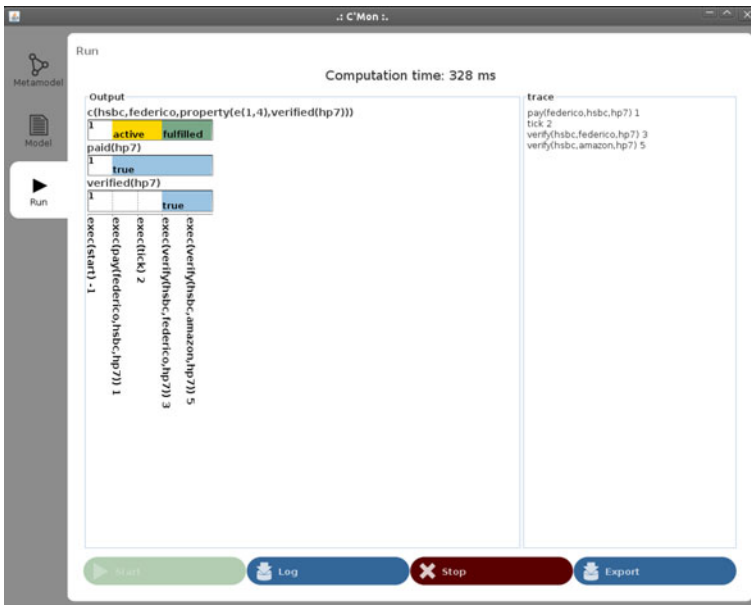 .: C'Mon :.
Metamodel
Model
Run
Run
Computation time: 328 ms
Output
c(hsbc,federico,property(e(1,4),verified(hp7)))
1
active fulfilled
paid(hp7)
1
true
verified(hp7)
1
true
exec(start) -1
exec(pay(federico,hsbc,hp7)) 1
exec(tick) 2
exec(verify(hsbc,federico,hp7)) 3
exec(verify(hsbc,amazon,hp7)) 5
trace
pay(federico,hsbc,hp7) 1
tick 2
verify(hsbc,federico,hp7) 3
verify(hsbc,amazon,hp7) 5
Start
Log
Stop
Export